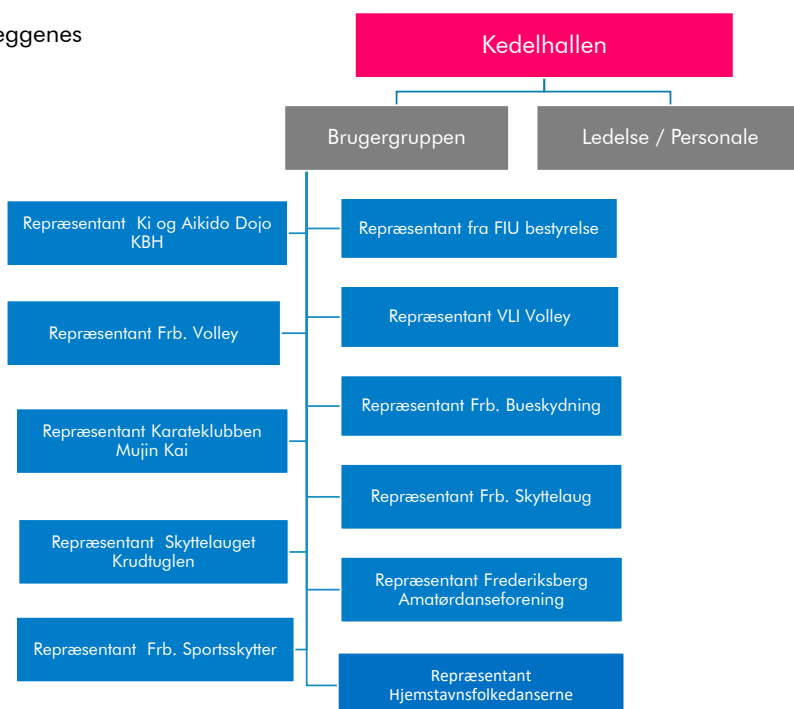 eggenes
Kedelhallen
Brugergruppen
Ledelse / Personale
Repræsentant Ki og Aikido Dojo
KBH
Repræsentant fra FIU bestyrelse
Repræsentant Frb. Volley
Repræsentant VLI Volley
Repræsentant Karateklubben
Mujin Kai
Repræsentant Frb. Bueskydning
Repræsentant Skyttelauget
Krudtuglen
Repræsentant Frb. Skyttelaug
Repræsentant Frb. Sportsskytter
Repræsentant Frederiksberg
Amatørdanseforening
Repræsentant
Hjemstavnsfolkedanserne